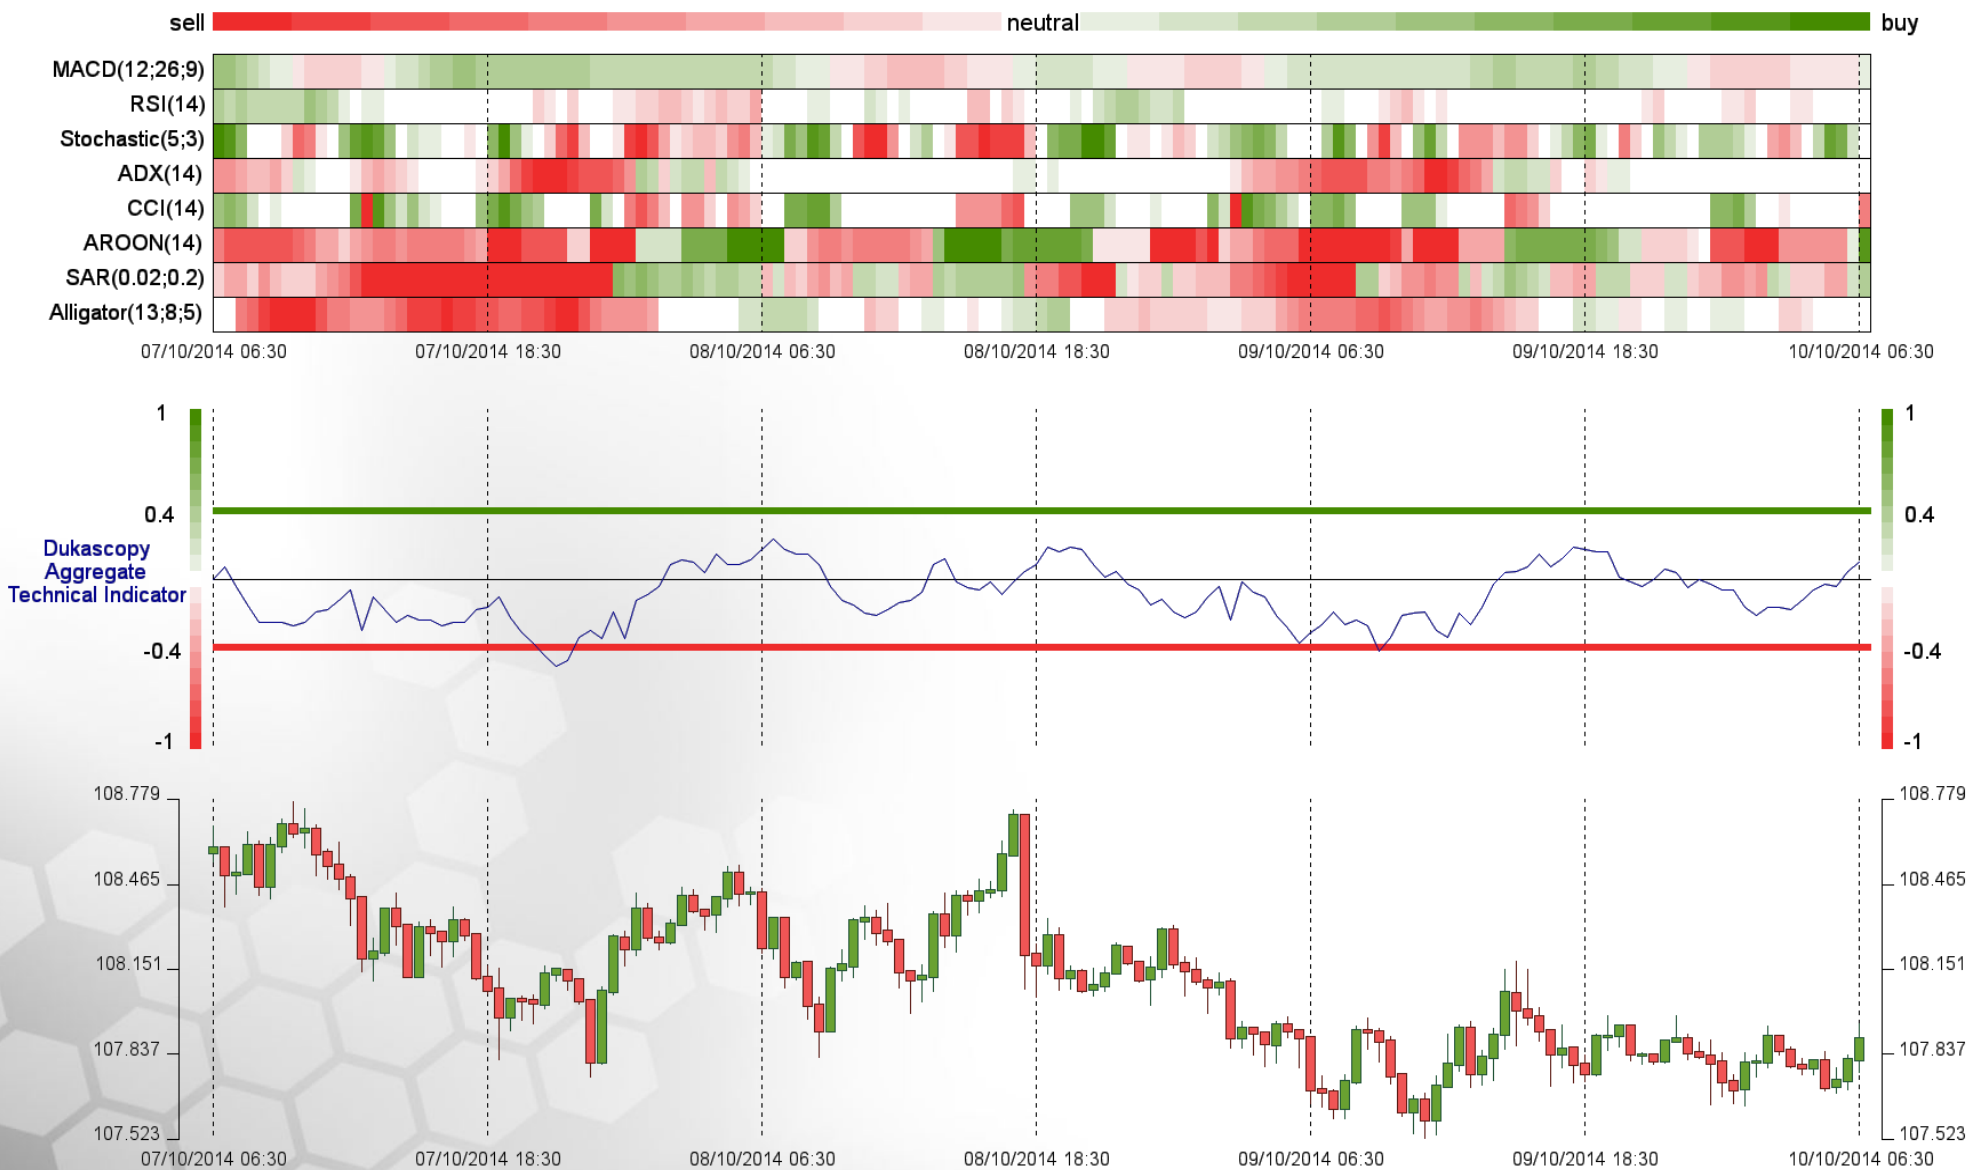 sell neutral buy
MACD(12;26;9)
RSI(14)
Stochastic(5;3)
ADX(14)
CCI(14)
AROON(14)
SAR(0.02;0.2)
Alligator(13;8;5)
07/10/2014 06:30 07/10/2014 18:30 08/10/2014 06:30 08/10/2014 18:30 09/10/2014 06:30 09/10/2014 18:30 10/10/2014 06:30
1 1
0.4 0.4
Dukascopy
Aggregate
Technical Indicator
-0.4 -0.4
-1 -1
108.779 108.779
108.465 108.465
108.151 108.151
107.837 107.837
107.523 107.523
07/10/2014 06:30 07/10/2014 18:30 08/10/2014 06:30 08/10/2014 18:30 09/10/2014 06:30 09/10/2014 18:30 10/10/2014 06:30